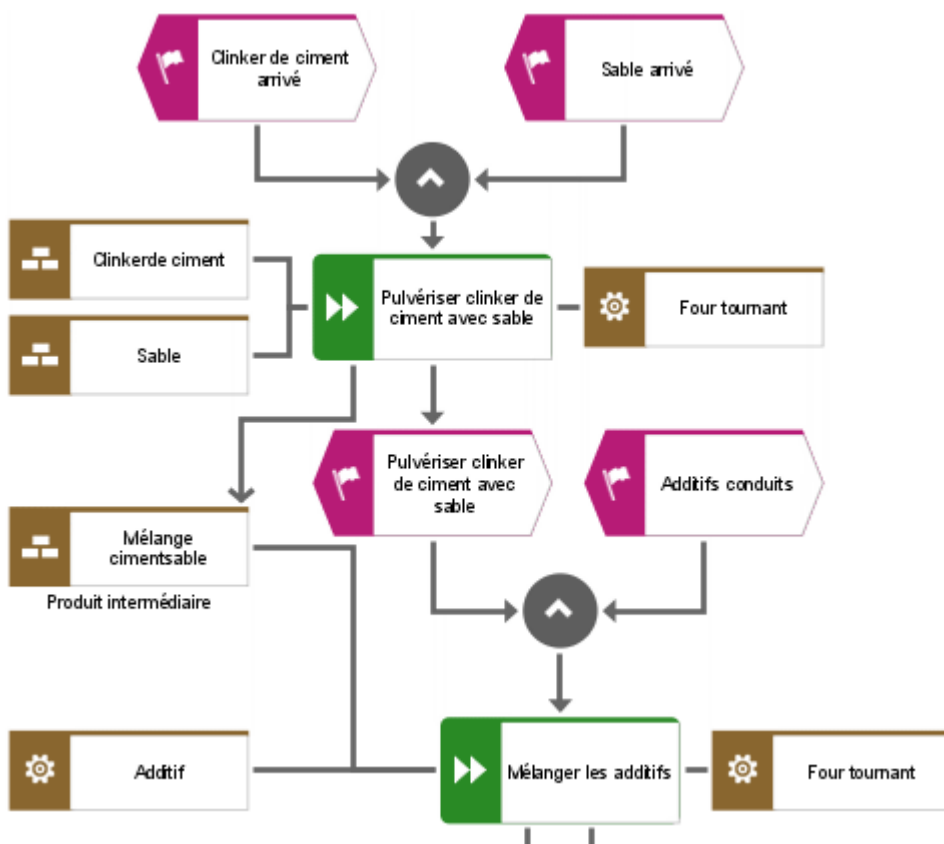 Clinker de ciment
arrivé
Sable arrivé
Clinkerde ciment
Pulvériser clinker de
ciment avec sable
Four tournant
Sable
Pulvériser clinker
de ciment avec
sable
Additifs conduits
Mélange
cimentsable
Produit intermédiaire
Additif
Mélanger les additifs
Four tournant